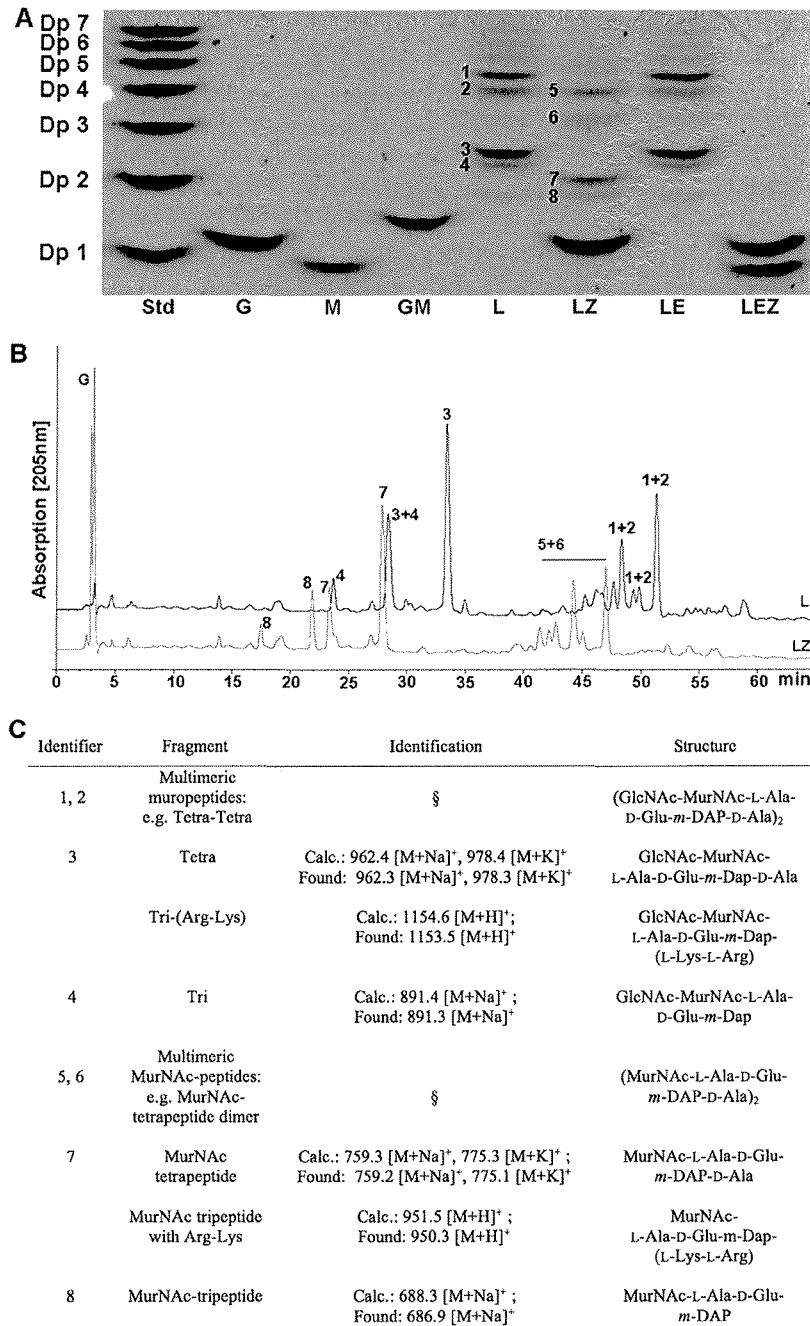 A
Dp 7
Dp 6
Dp 5
Dp 4
Dp 3
Dp 2
Dp 1
1
2
3
4
5
6
7
8
Std G M GM L LZ LE LEZ
B
Absorption [205nm]
G
8
8
7
4
7
3+4
3
5+6
1+2
1+2
1+2
L
LZ
0 5 10 15 20 25 30 35 40 45 50 55 60 min
C
Identifier Fragment Identification Structure
1, 2 Multimeric muropeptides: e.g. Tetra-Tetra § (GlcNAc-MurNAc-L-Ala-D-Glu-m-DAP-D-Ala)₂
3 Tetra Calc.: 962.4 [M+Na]⁺, 978.4 [M+K]⁺ GlcNAc-MurNAc-
Found: 962.3 [M+Na]⁺, 978.3 [M+K]⁺ L-Ala-D-Glu-m-Dap-D-Ala
Tri-(Arg-Lys) Calc.: 1154.6 [M+H]⁺; GlcNAc-MurNAc-
Found: 1153.5 [M+H]⁺ L-Ala-D-Glu-m-Dap-
(L-Lys-L-Arg)
4 Tri Calc.: 891.4 [M+Na]⁺ ; GlcNAc-MurNAc-L-Ala-
Found: 891.3 [M+Na]⁺ D-Glu-m-Dap
5, 6 Multimeric MurNAc-peptides: e.g. MurNAc-tetrapeptide dimer § (MurNAc-L-Ala-D-Glu-m-DAP-D-Ala)₂
7 MurNAc Calc.: 759.3 [M+Na]⁺, 775.3 [M+K]⁺ ; MurNAc-L-Ala-D-Glu-
tetrapeptide Found: 759.2 [M+Na]⁺, 775.1 [M+K]⁺ m-DAP-D-Ala
MurNAc tripeptide Calc.: 951.5 [M+H]⁺ ; MurNAc-
with Arg-Lys Found: 950.3 [M+H]⁺ L-Ala-D-Glu-m-Dap-
(L-Lys-L-Arg)
8 MurNAc-tripeptide Calc.: 688.3 [M+Na]⁺ ; MurNAc-L-Ala-D-Glu-
Found: 686.9 [M+Na]⁺ m-DAP